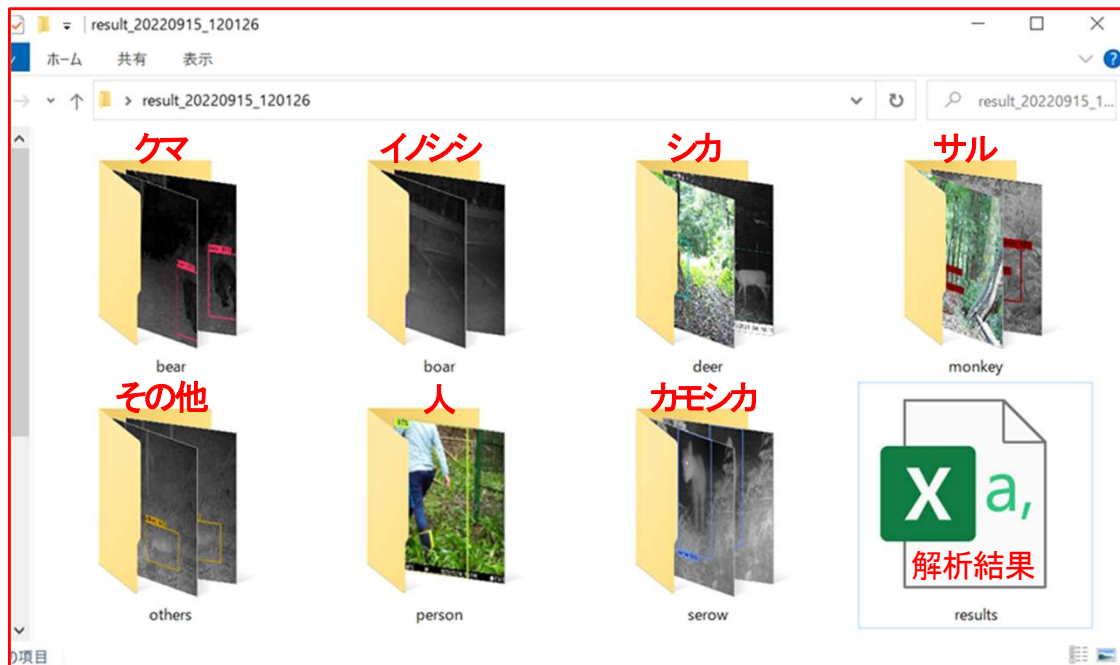 result_20220915_120126
ホーム 共有 表示
result_20220915_120126
result_20220915_1...
クマ イノシシ シカ サル
bear boar deer monkey
その他 人 カモシカ
a,
解析結果
others person serow results
の項目